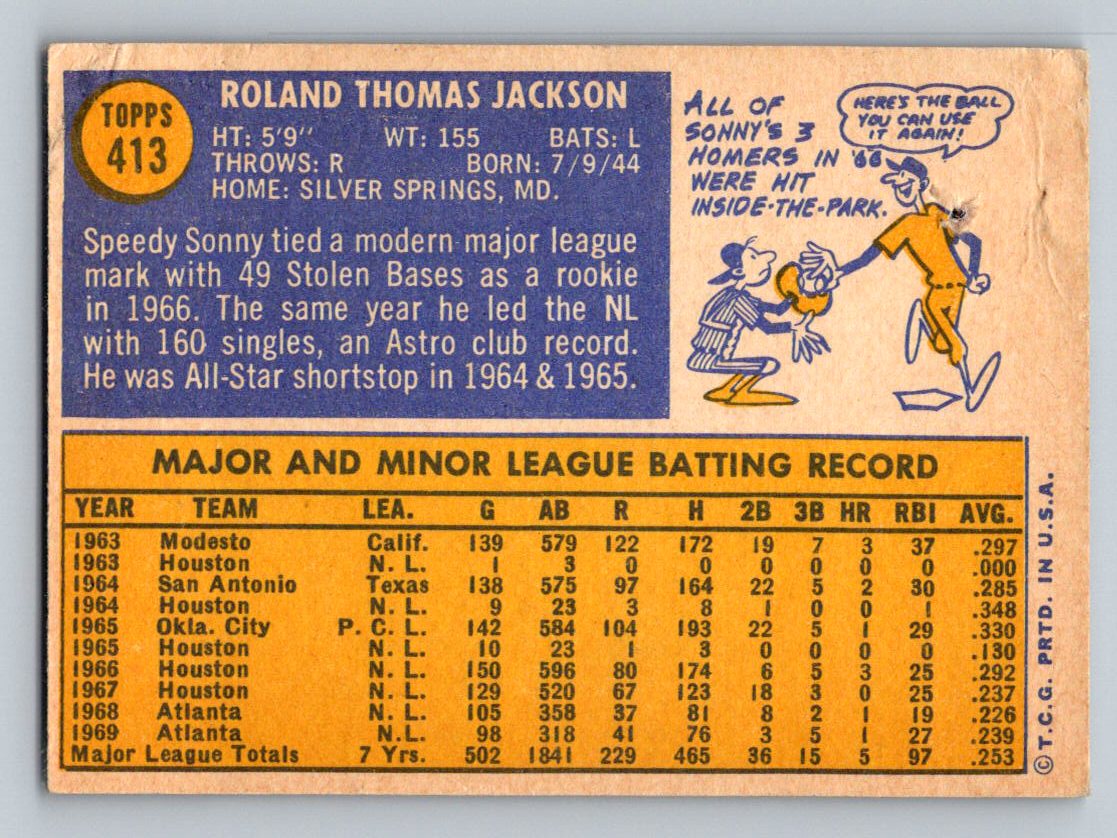 TOPPS
413
ROLAND THOMAS JACKSON
HT: 5'9" WT: 155 BATS: L
THROWS: R BORN: 7/9/44
HOME: SILVER SPRINGS, MD.
Speedy Sonny tied a modern major league
mark with 49 Stolen Bases as a rookie
in 1966. The same year he led the NL
with 160 singles, an Astro club record.
He was All-Star shortstop in 1964 & 1965.
ALL OF
SONNY'S 3
HOMERS IN '66
WERE HIT
INSIDE-THE-PARK.
HERE'S THE BALL
YOU CAN USE
IT AGAIN!
MAJOR AND MINOR LEAGUE BATTING RECORD
YEAR TEAM LEA. G AB R H 2B 3B HR RBI AVG.
1963 Modesto Calif. 139 579 122 172 19 7 3 37 .297
1963 Houston N. L. 1 3 0 0 0 0 0 0 .000
1964 San Antonio Texas 138 575 97 164 22 5 2 30 .285
1964 Houston N. L. 9 23 3 8 1 0 0 1 .348
1965 Okla. City P. C. L. 142 584 104 193 22 5 1 29 .330
1965 Houston N. L. 10 23 1 3 0 0 0 0 .130
1966 Houston N. L. 150 596 80 174 6 5 3 25 .292
1967 Houston N. L. 129 520 67 123 18 3 0 25 .237
1968 Atlanta N. L. 105 358 37 81 8 2 1 19 .226
1969 Atlanta N.L. 98 318 41 76 3 5 1 27 .239
Major League Totals 7 Yrs. 502 1841 229 465 36 15 5 97 .253
© T.C.G. PRTD. IN U.S.A.